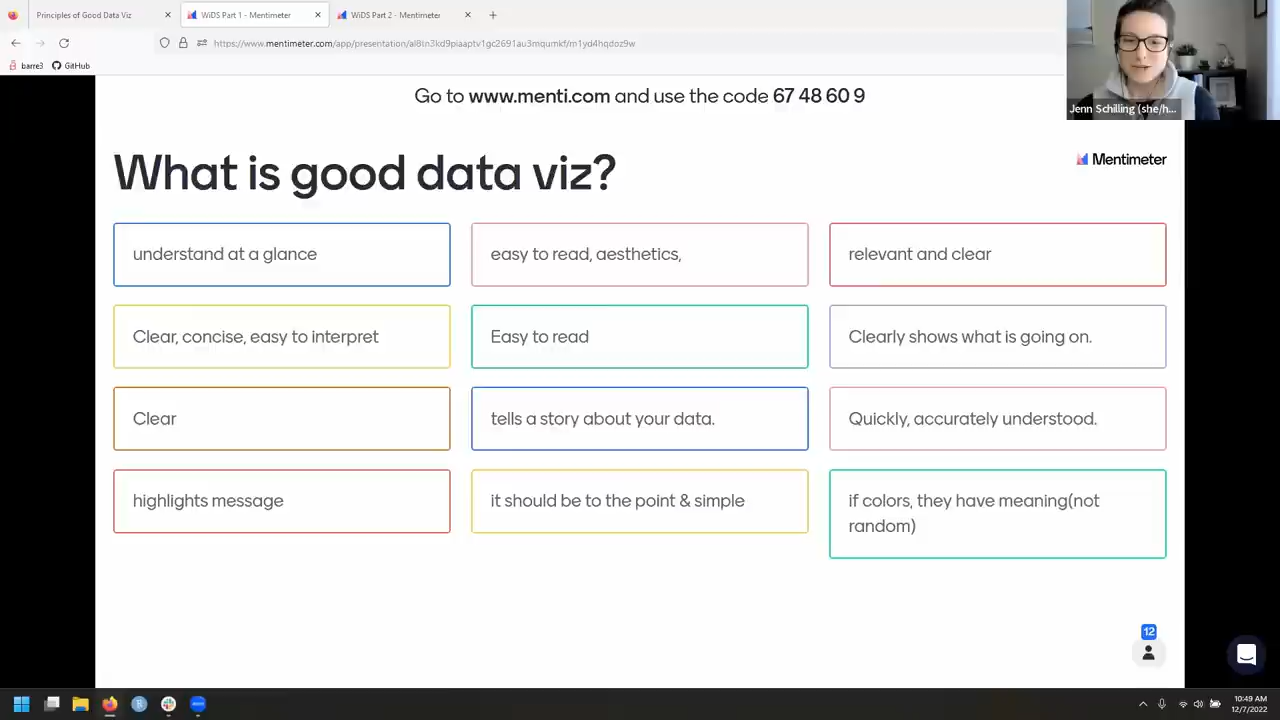 Principles of Good Data Viz
WiDS Part 1 - Mentimeter
WiDS Part 2 - Mentimeter
barre3
GitHub
Go to www.menti.com and use the code 67 48 60 9
Jenn Schilling (she/h...
What is good data viz?
Mentimeter
understand at a glance
easy to read, aesthetics,
relevant and clear
Clear, concise, easy to interpret
Easy to read
Clearly shows what is going on.
Clear
tells a story about your data.
Quickly, accurately understood.
highlights message
it should be to the point & simple
if colors, they have meaning(not
random)
12
10:49 AM
12/7/2022